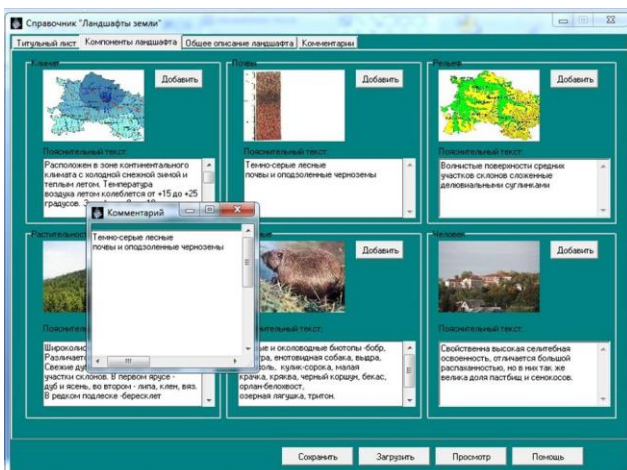 Справочник "Ландшафты земли"
Титульный лист Компоненты ландшафта Общее описание ландшафта Комментарии
Климат
Добавить
Пояснительный текст:
Расположен в зоне континентального
климата с холодной снежной зимой и
теплым летом. Температура
воздуха летом колеблется от +15 до +25
градусов.
Почвы
Добавить
Пояснительный текст:
Темно-серые лесные
почвы и оподзоленные черноземы
Рельеф
Добавить
Пояснительный текст:
Волнистые поверхности средних
участков склонов сложенные
делювиальными суглинками
Комментарий
Темно-серые лесные
почвы и оподзоленные черноземы
Растительность
Широколис
Различает
Свежие ду
участки склонов. В первом ярусе -
дуб и ясень, во втором - липа, клен, вяз.
В редком подлеске -бересклет
Добавить
Пояснительный текст:
ые и околоводные биотопы -бобр,
тра, енотовидная собака, выдра,
оль, кулик-сорока, малая
крачка, кряква, черный коршун, бекас,
орлан-белохвост,
озерная лягушка, тритон.
Человек
Добавить
Пояснительный текст:
Свойственна высокая селитебная
освоенность, отличается большой
распаханностью, но в них так же
велика доля пастбищ и сенокосов.
Сохранить Загрузить Просмотр Помощь